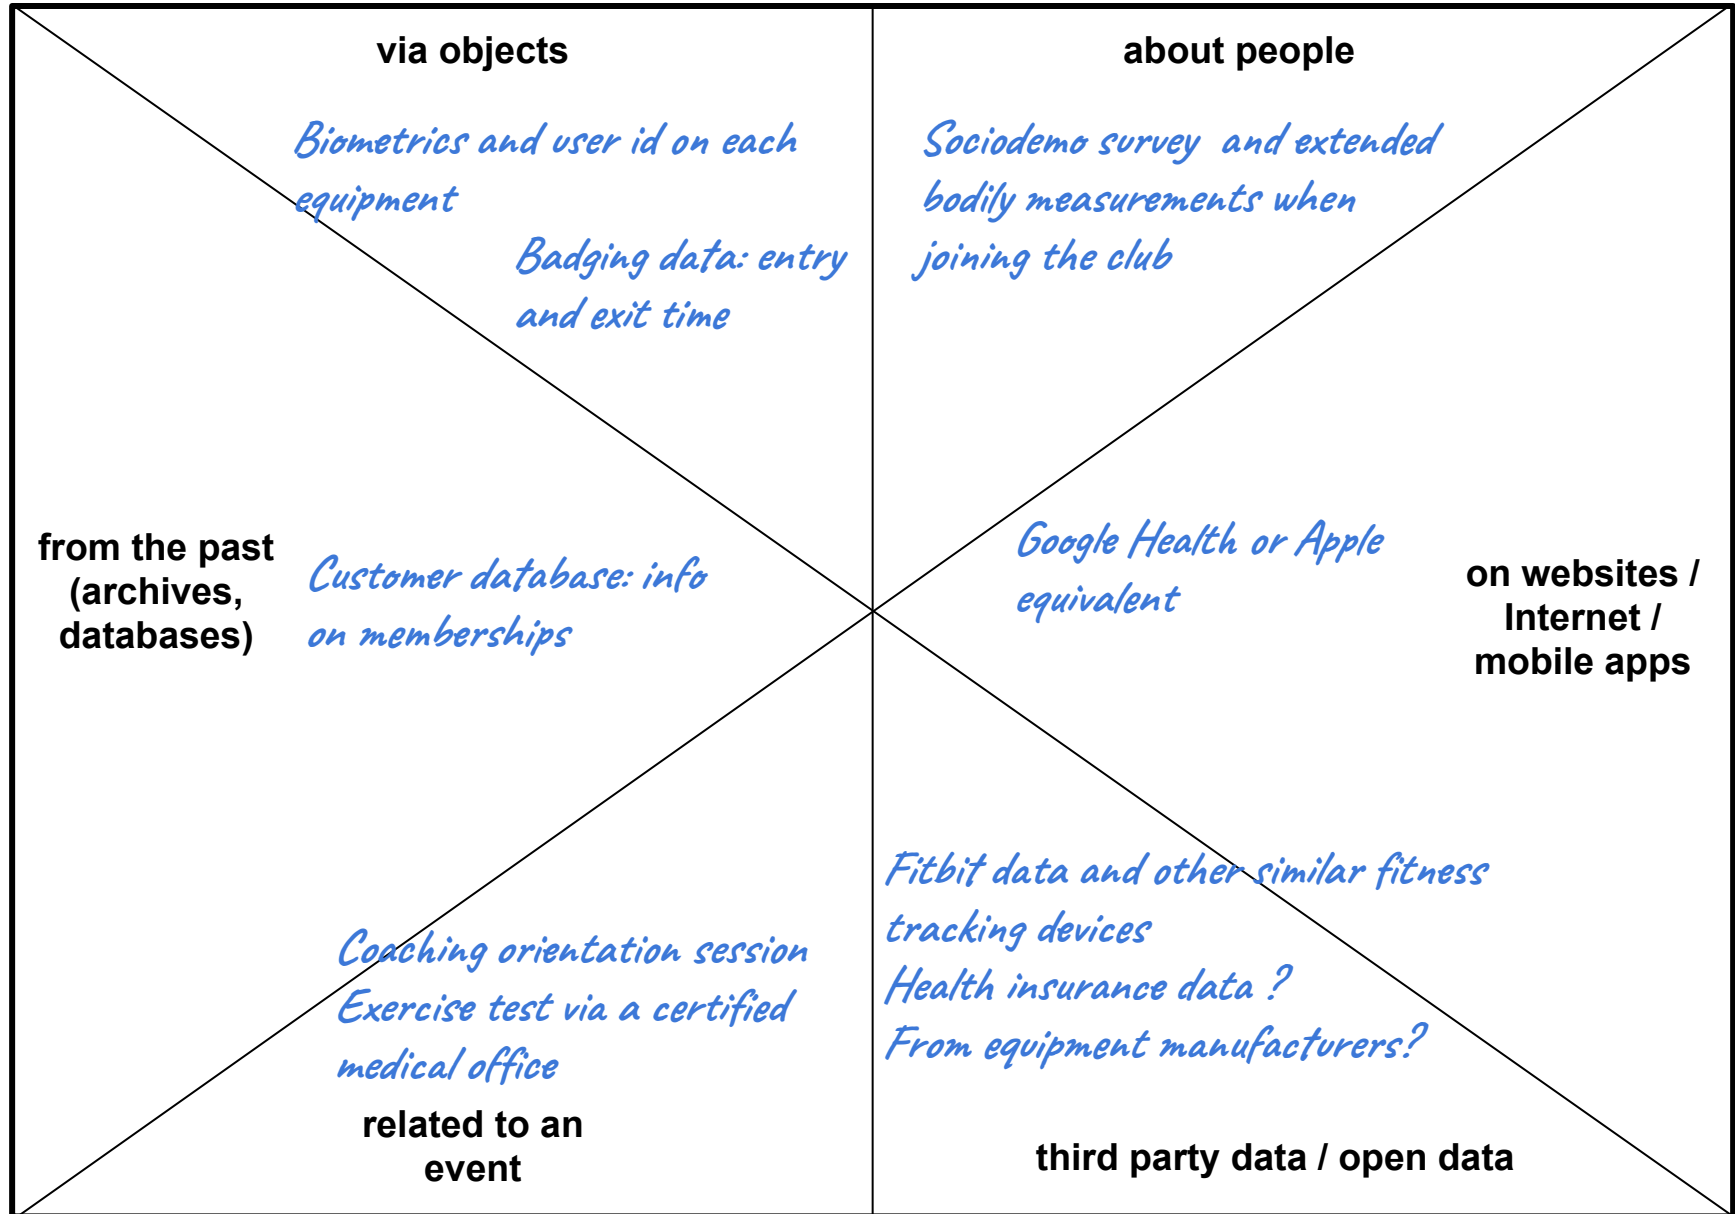 via objects
Biometrics and user id on each
equipment
Badging data: entry
and exit time
about people
Sociodemo survey and extended
bodily measurements when
joining the club
from the past
(archives,
databases)
Customer database: info
on memberships
Google Health or Apple
equivalent
on websites /
Internet /
mobile apps
Coaching orientation session
Exercise test via a certified
medical office
related to an
event
Fitbit data and other similar fitness
tracking devices
Health insurance data ?
From equipment manufacturers?
third party data / open data